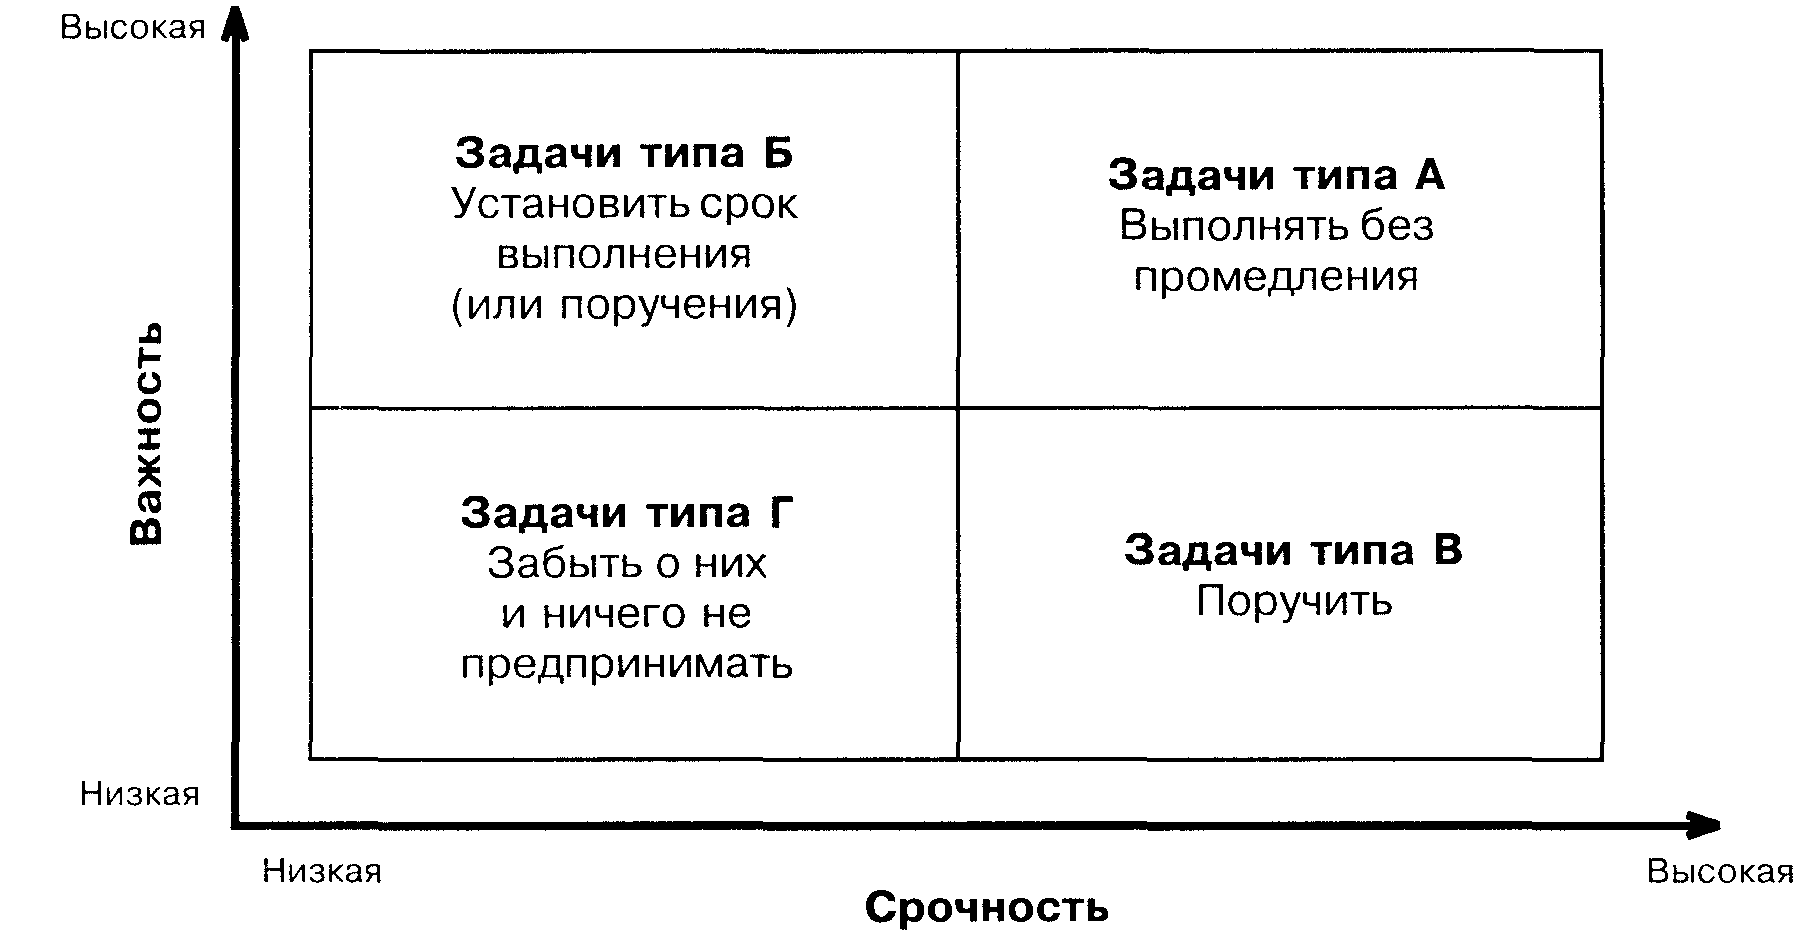 Высокая
Задачи типа Б
Установить срок
выполнения
(или поручения)
Задачи типа А
Выполнять без
промедления
Важность
Задачи типа Г
Забыть о них
и ничего не
предпринимать
Задачи типа В
Поручить
Низкая
Низкая
Высокая
Срочность